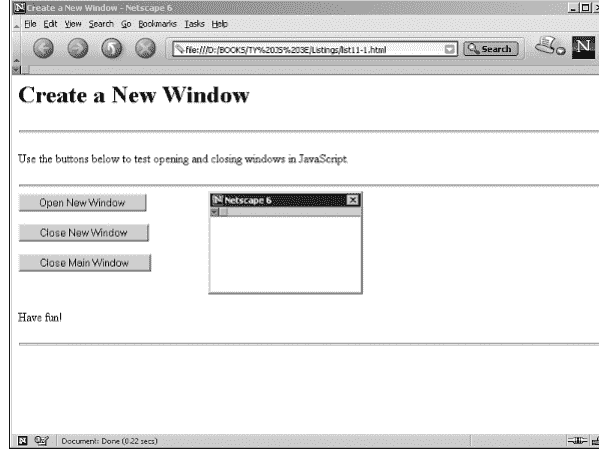 Create a New Window - Netscape 6
File Edit View Search Go Bookmarks Tasks Help
file:///D:/BOOKS/TY%20JS%203E/Listings/list11-1.html Search N
Create a New Window
Use the buttons below to test opening and closing windows in JavaScript.
Open New Window
Netscape 6
Close New Window
Close Main Window
Have fun!
Document: Done (0.22 secs)